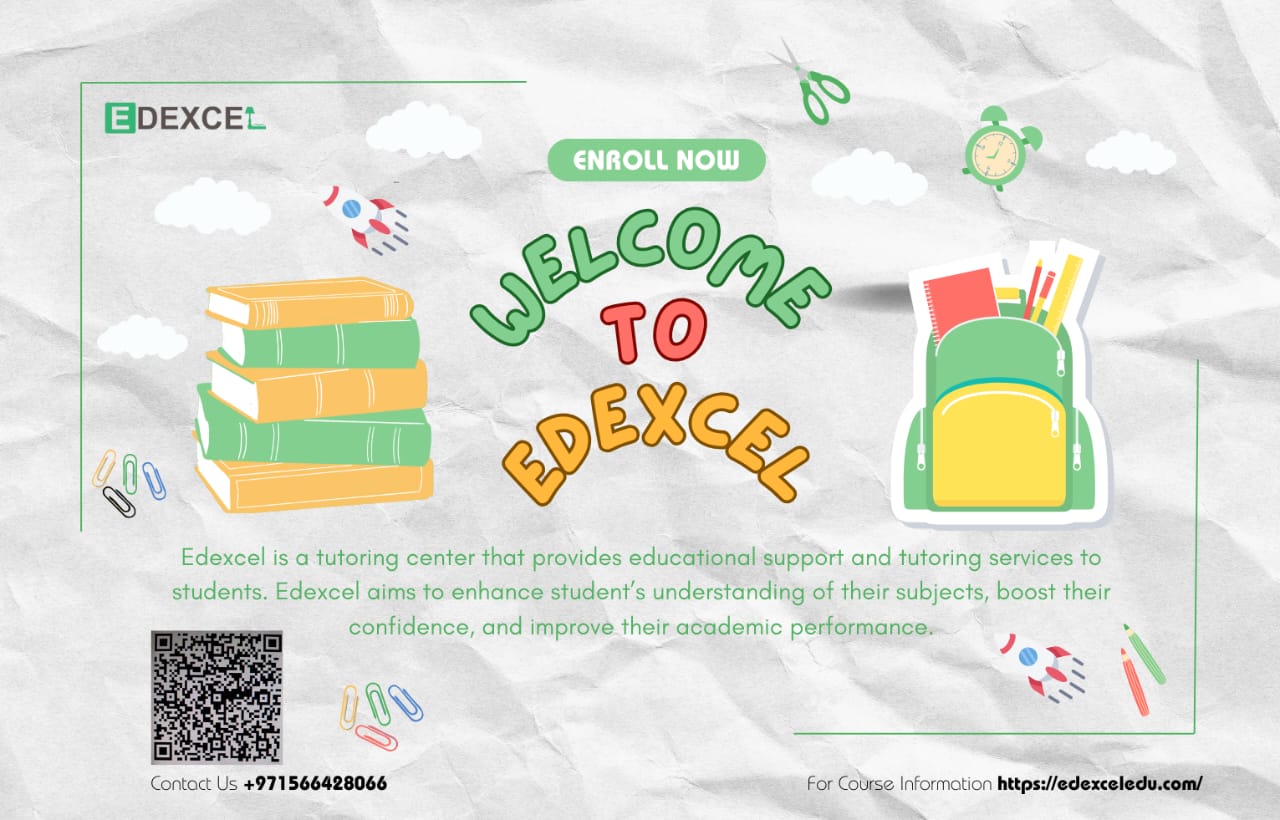 EDEXCEL
ENROLL NOW
WELCOME
TO
EDEXCEL
Edexcel is a tutoring center that provides educational support and tutoring services to
students. Edexcel aims to enhance student’s understanding of their subjects, boost their
confidence, and improve their academic performance.
Contact Us +971566428066
For Course Information https://edexceledu.com/